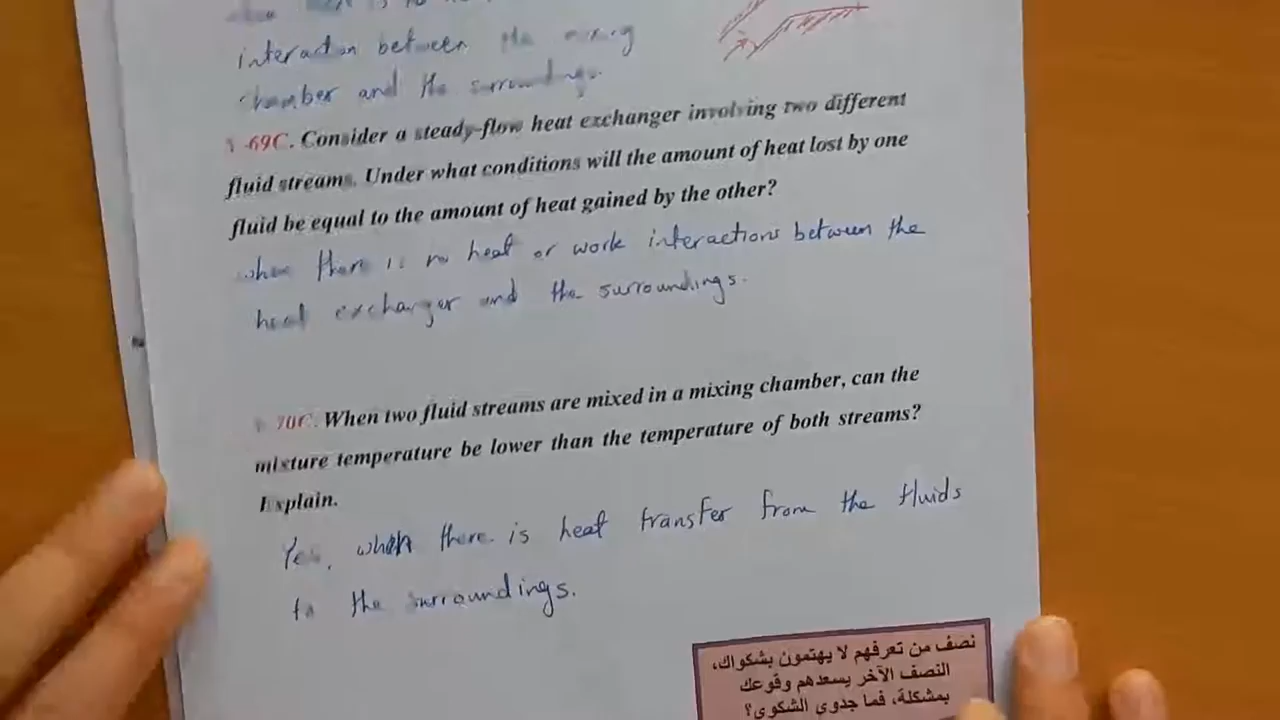 interaction between the mixing
chamber and the surroundings.
-69C. Consider a steady-flow heat exchanger involving two different
fluid streams. Under what conditions will the amount of heat lost by one
fluid be equal to the amount of heat gained by the other?
when there is no heat or work interactions between the
heat exchanger and the surroundings.
70C. When two fluid streams are mixed in a mixing chamber, can the
mixture temperature be lower than the temperature of both streams?
Explain.
Yes, when there is heat transfer from the fluids
to the surroundings.
نصف من تعرفهم لا يهتمون بشكواك،
النصف الآخر يسعدهم وقوعك
بمشكلة، فما جدوى الشكوى؟